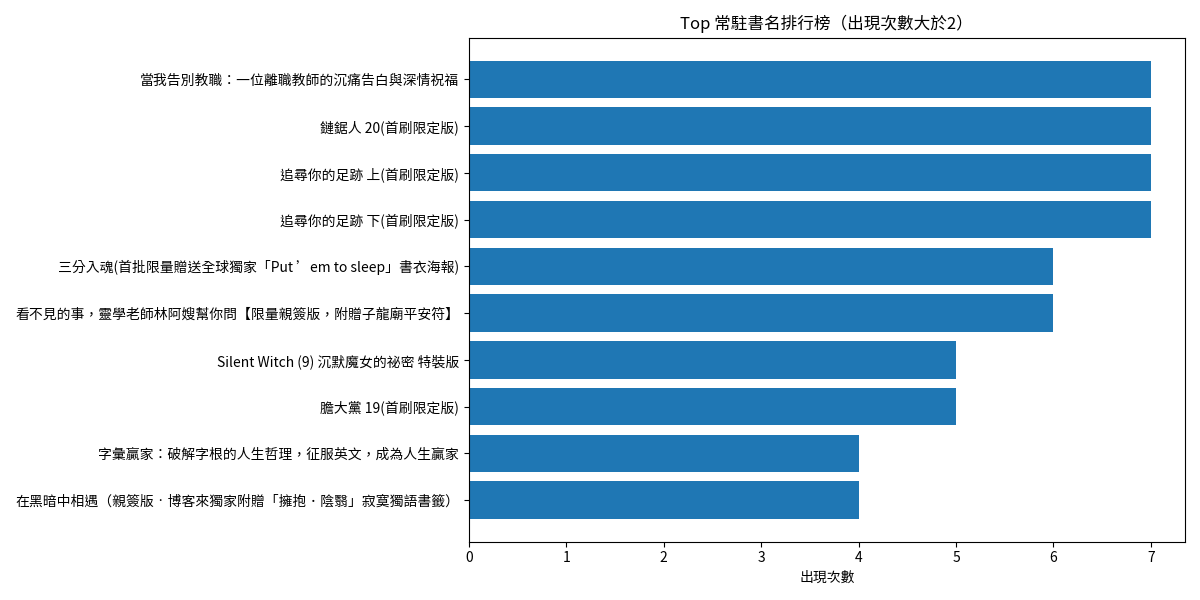 Top 常駐書名排行榜（出現次數大於2）
當我告別教職：一位離職教師的沉痛告白與深情祝福
鏈鋸人 20(首刷限定版)
追尋你的足跡 上(首刷限定版)
追尋你的足跡 下(首刷限定版)
三分入魂(首批限量贈送全球獨家「Put’em to sleep」書衣海報)
看不見的事，靈學老師林阿嫂幫你問【限量親簽版，附贈子龍廟平安符】
Silent Witch (9) 沉默魔女的祕密 特裝版
膽大黨 19(首刷限定版)
字彙贏家：破解字根的人生哲理，征服英文，成為人生贏家
在黑暗中相遇（親簽版‧博客來獨家附贈「擁抱．陰翳」寂寞獨語書籤）
0 1 2 3 4 5 6 7
出現次數